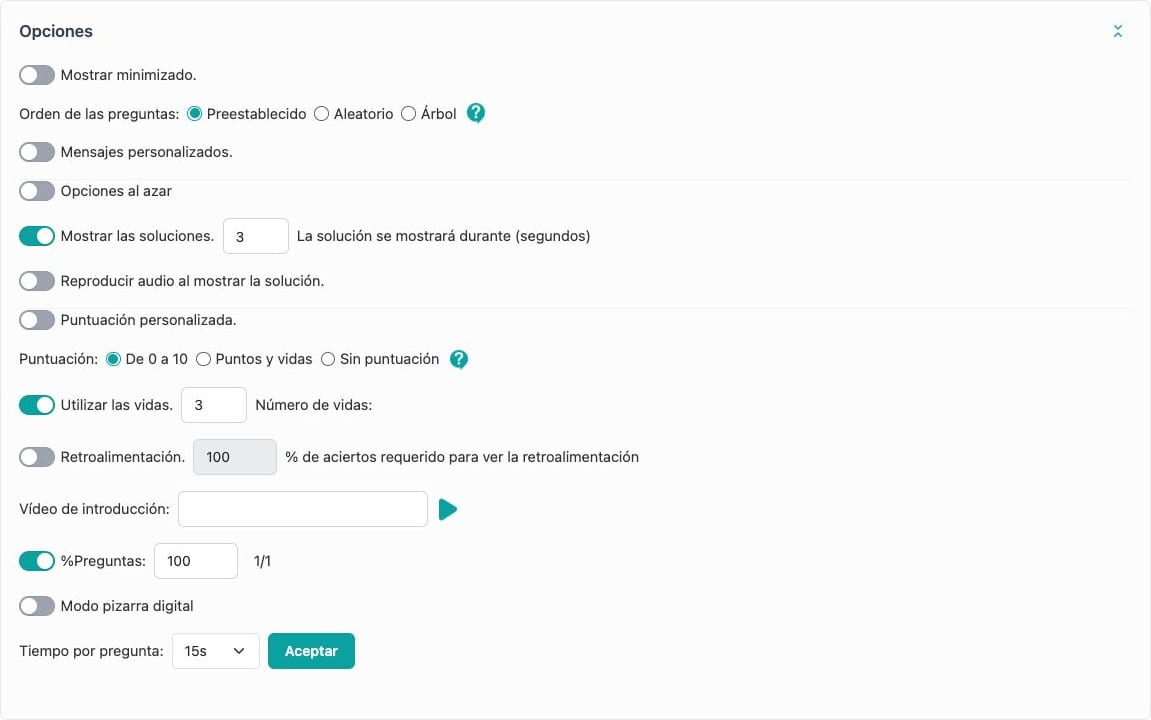 Opciones
Mostrar minimizado.
Orden de las preguntas: Preestablecido Aleatorio Árbol ?
Mensajes personalizados.
Opciones al azar
Mostrar las soluciones. 3 La solución se mostrará durante (segundos)
Reproducir audio al mostrar la solución.
Puntuación personalizada.
Puntuación: De 0 a 10 Puntos y vidas Sin puntuación ?
Utilizar las vidas. 3 Número de vidas:
Retroalimentación. 100 % de aciertos requerido para ver la retroalimentación
Vídeo de introducción:
%Preguntas: 100 1/1
Modo pizarra digital
Tiempo por pregunta: 15s Aceptar